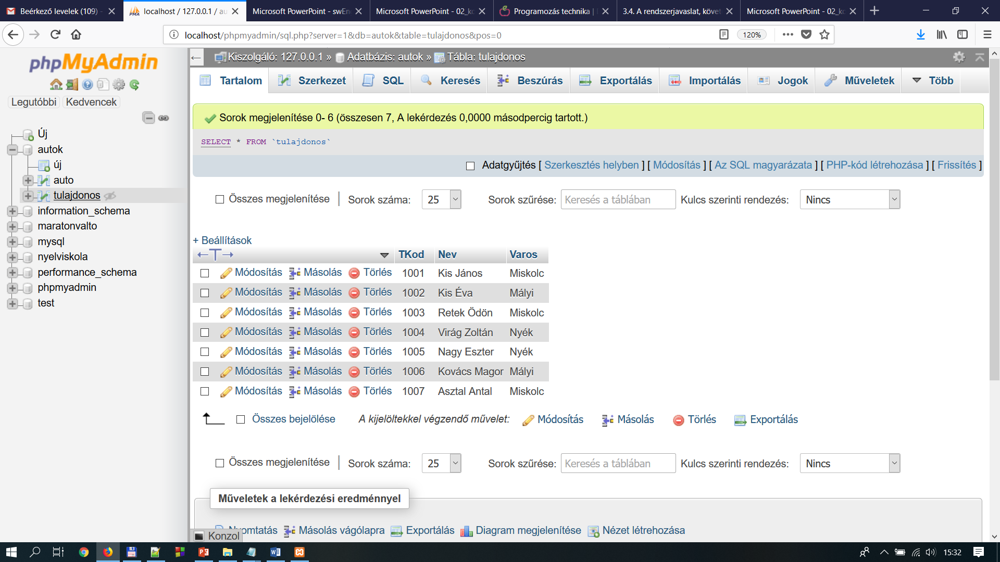 Beérkező levelek (109) -
localhost / 127.0.0.1 / au
Microsoft PowerPoint - swEn
Microsoft PowerPoint - 02_k
Programozás technika |
3.4. A rendszerjavaslat, követ
Microsoft PowerPoint - 02_k
localhost/phpmyadmin/sql.php?server=1&db=autok&table=tulajdonos&pos=0
120%
phpMyAdmin
Legutóbbi
Kedvencek
Új
autok
új
auto
tulajdonos
information_schema
maratonvalto
mysql
nyelviskola
performance_schema
phpmyadmin
test
Kiszolgáló: 127.0.0.1 » Adatbázis: autok » Tábla: tulajdonos
Tartalom Szerkezet SQL Keresés Beszúrás Exportálás Importálás Jogok Műveletek Több
Sorok megjelenítése 0- 6 (összesen 7, A lekérdezés 0,0000 másodpercig tartott.)
SELECT * FROM `tulajdonos`
Adatgyűjtés [ Szerkesztés helyben ] [ Módosítás ] [ Az SQL magyarázata ] [ PHP-kód létrehozása ] [ Frissítés ]
Összes megjelenítése | Sorok száma: 25 Sorok szűrése: Keresés a táblában Kulcs szerinti rendezés: Nincs
+ Beállítások
←T→ TKod Nev Varos
Módosítás Másolás Törlés 1001 Kis János Miskolc
Módosítás Másolás Törlés 1002 Kis Éva Mályi
Módosítás Másolás Törlés 1003 Retek Ödön Miskolc
Módosítás Másolás Törlés 1004 Virág Zoltán Nyék
Módosítás Másolás Törlés 1005 Nagy Eszter Nyék
Módosítás Másolás Törlés 1006 Kovács Magor Mályi
Módosítás Másolás Törlés 1007 Asztal Antal Miskolc
Összes bejelölése A kijelöltekkel végzendő művelet: Módosítás Másolás Törlés Exportálás
Összes megjelenítése | Sorok száma: 25 Sorok szűrése: Keresés a táblában Kulcs szerinti rendezés: Nincs
Műveletek a lekérdezési eredménnyel
Nyomtatás Másolás vágólapra Exportálás Diagram megjelenítése Nézet létrehozása
Konzol
15:32